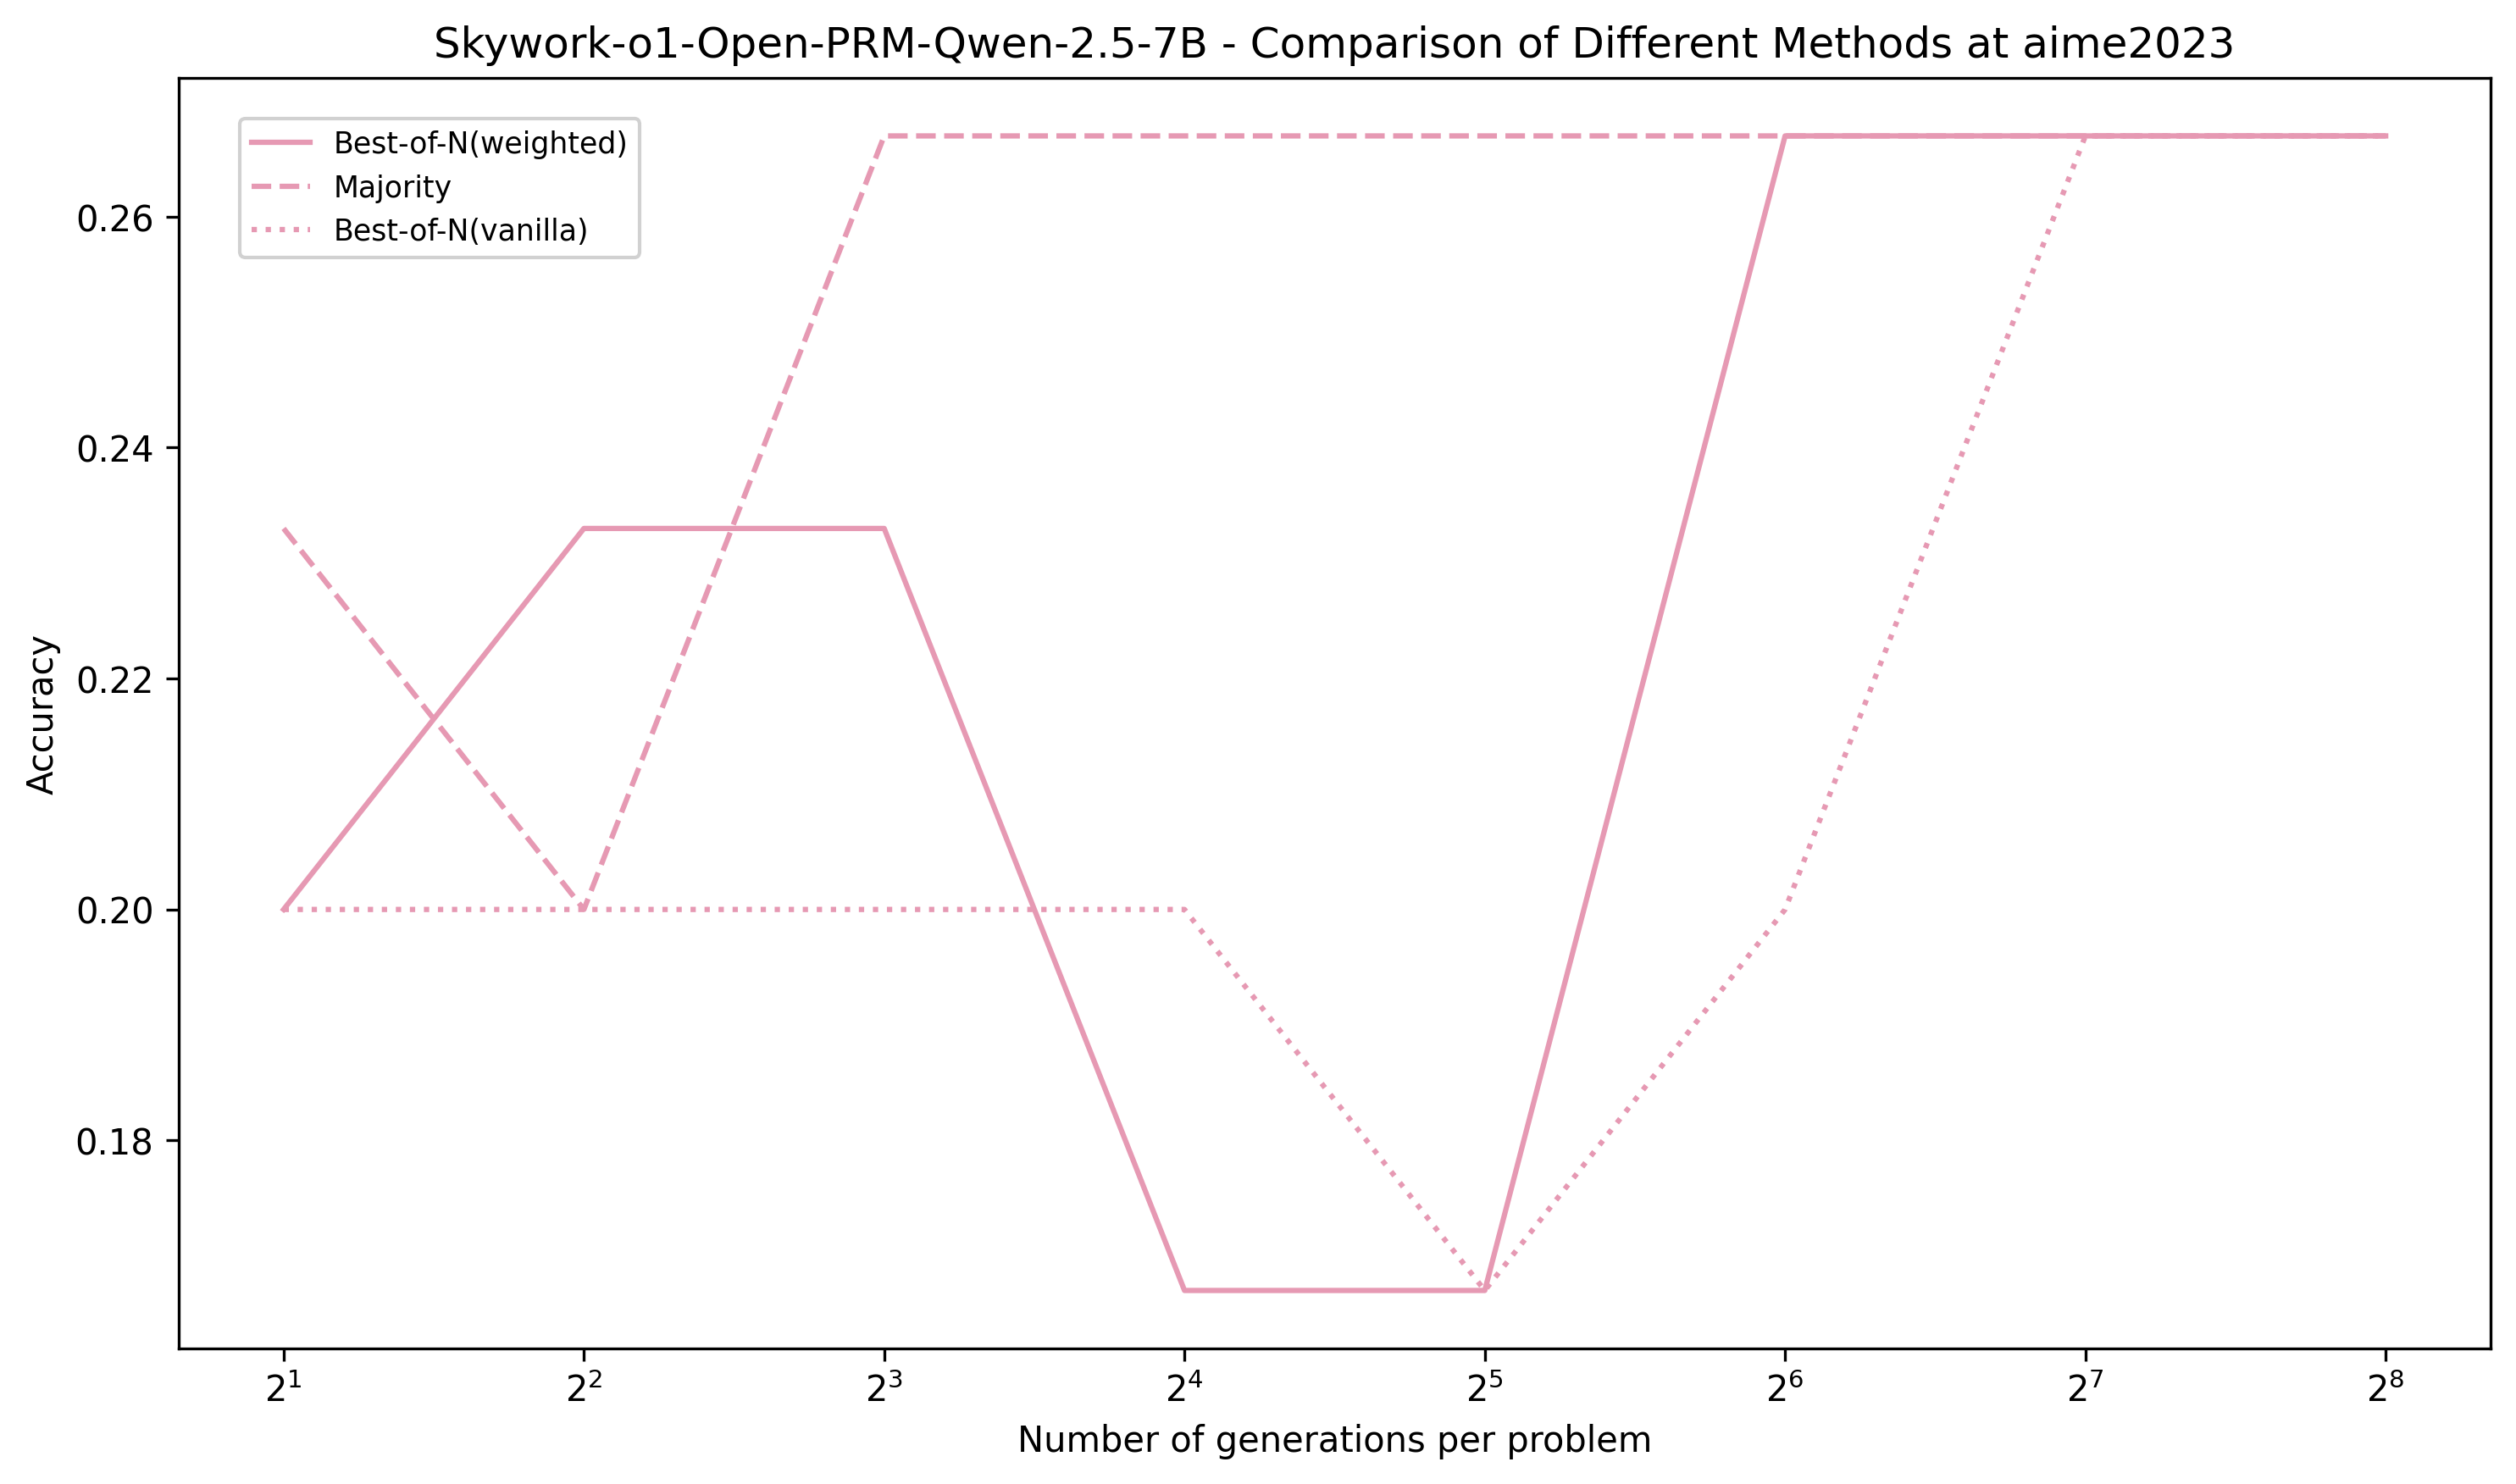 Skywork-o1-Open-PRM-Qwen-2.5-7B - Comparison of Different Methods at aime2023
Best-of-N(weighted)
Majority
Best-of-N(vanilla)
Accuracy
0.26
0.24
0.22
0.20
0.18
2¹ 2² 2³ 2⁴ 2⁵ 2⁶ 2⁷ 2⁸
Number of generations per problem